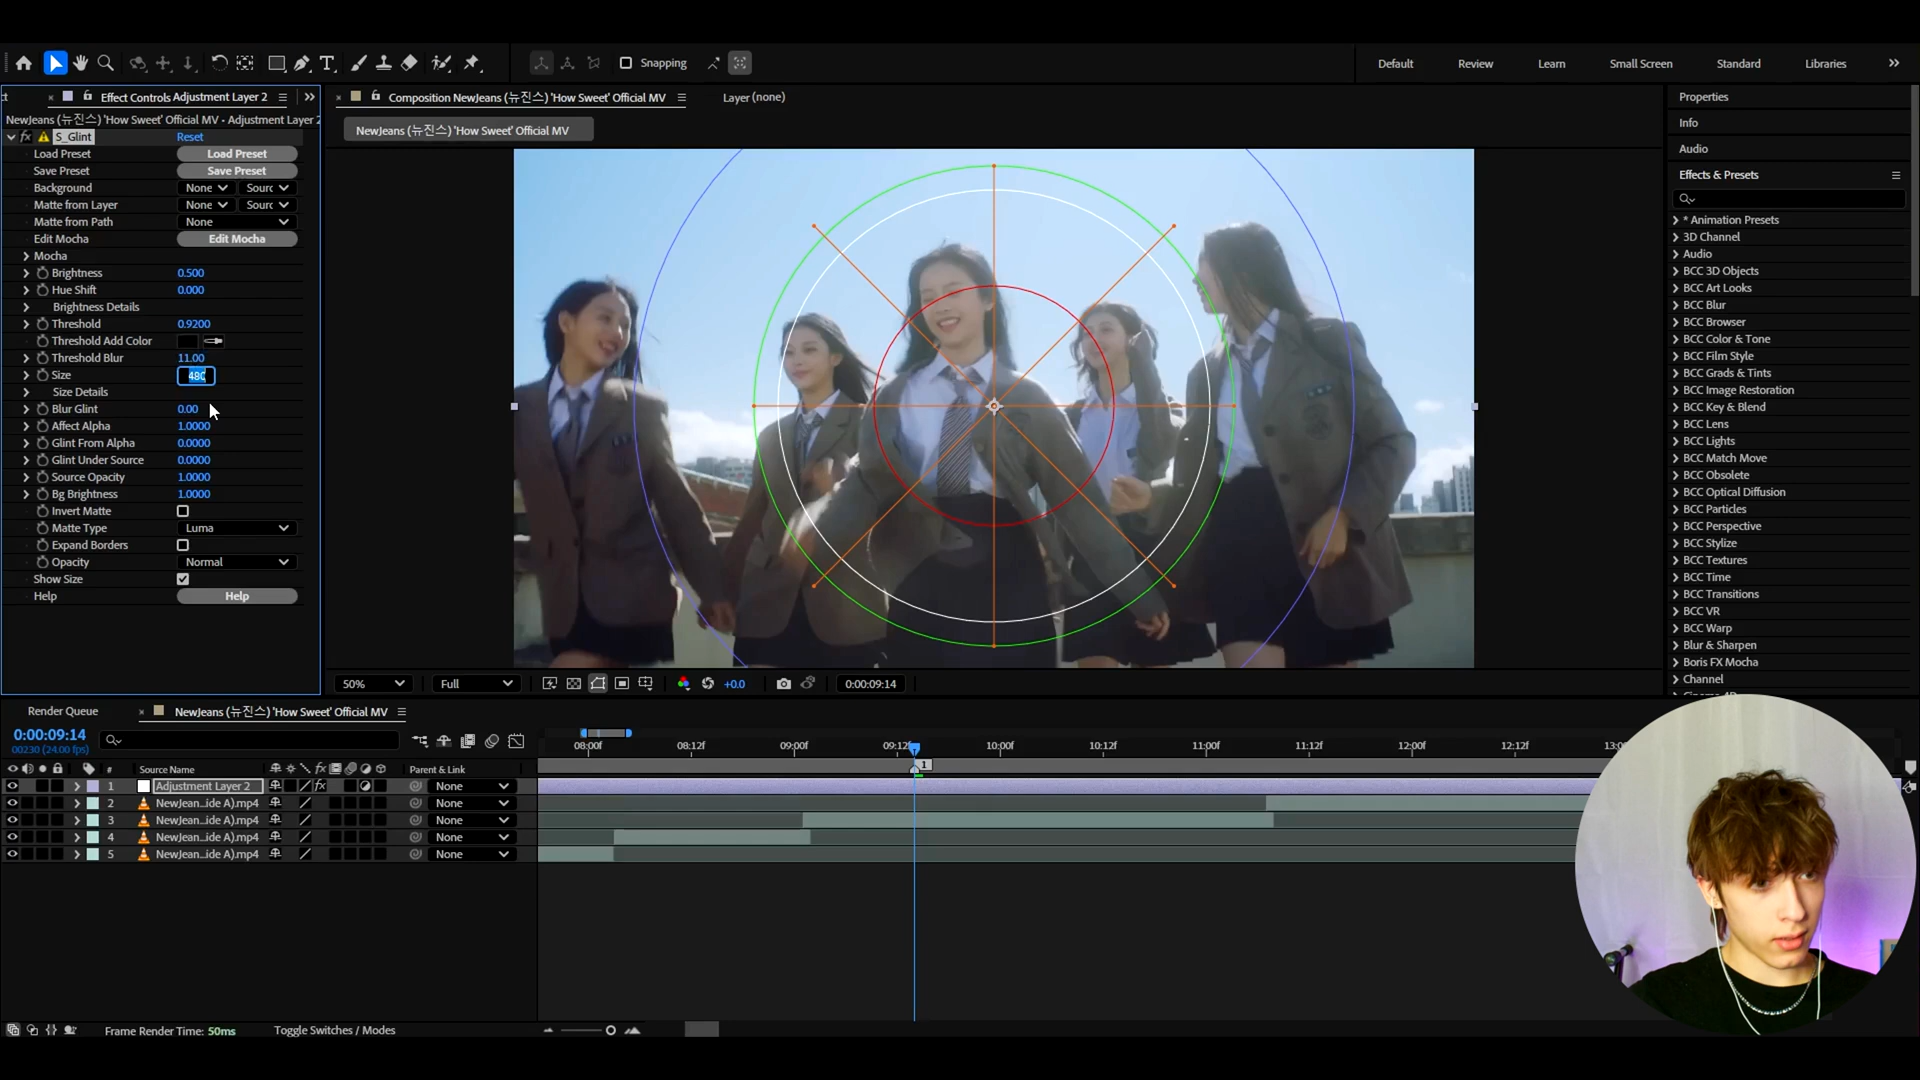 Snapping
Default
Review
Learn
Small Screen
Standard
Libraries
Effect Controls Adjustment Layer 2
Composition NewJeans (뉴진스) 'How Sweet' Official MV
Layer (none)
Properties
NewJeans (뉴진스) 'How Sweet' Official MV - Adjustment Layer 2
NewJeans (뉴진스) 'How Sweet' Official MV
Info
Audio
Effects & Presets
fx S_Glint Reset
Load Preset Load Preset
Save Preset Save Preset
Background None Sourc
Matte from Layer None Sourc
Matte from Path None
Edit Mocha Edit Mocha
Mocha
Brightness 0.500
Hue Shift 0.000
Brightness Details
Threshold 0.9200
Threshold Add Color
Threshold Blur 11.00
Size 480
Size Details
Blur Glint 0.00
Affect Alpha 1.0000
Glint From Alpha 0.0000
Glint Under Source 0.0000
Source Opacity 1.0000
Bg Brightness 1.0000
Invert Matte
Matte Type Luma
Expand Borders
Opacity Normal
Show Size
Help Help
* Animation Presets
3D Channel
Audio
BCC 3D Objects
BCC Art Looks
BCC Blur
BCC Browser
BCC Color & Tone
BCC Film Style
BCC Grads & Tints
BCC Image Restoration
BCC Key & Blend
BCC Lens
BCC Lights
BCC Match Move
BCC Obsolete
BCC Optical Diffusion
BCC Particles
BCC Perspective
BCC Stylize
BCC Textures
BCC Time
BCC Transitions
BCC VR
BCC Warp
Blur & Sharpen
Boris FX Mocha
Channel
50% Full +0.0 0:00:09:14
Render Queue
NewJeans (뉴진스) 'How Sweet' Official MV
0:00:09:14
00230 (24.00 fps)
08:00f 08:12f 09:00f 09:12f 10:00f 10:12f 11:00f 11:12f 12:00f 12:12f
# Source Name fx Parent & Link
1
1 Adjustment Layer 2 fx None
2 NewJean...ide A).mp4 None
3 NewJean...ide A).mp4 None
4 NewJean...ide A).mp4 None
5 NewJean...ide A).mp4 None
Frame Render Time: 50ms
Toggle Switches / Modes